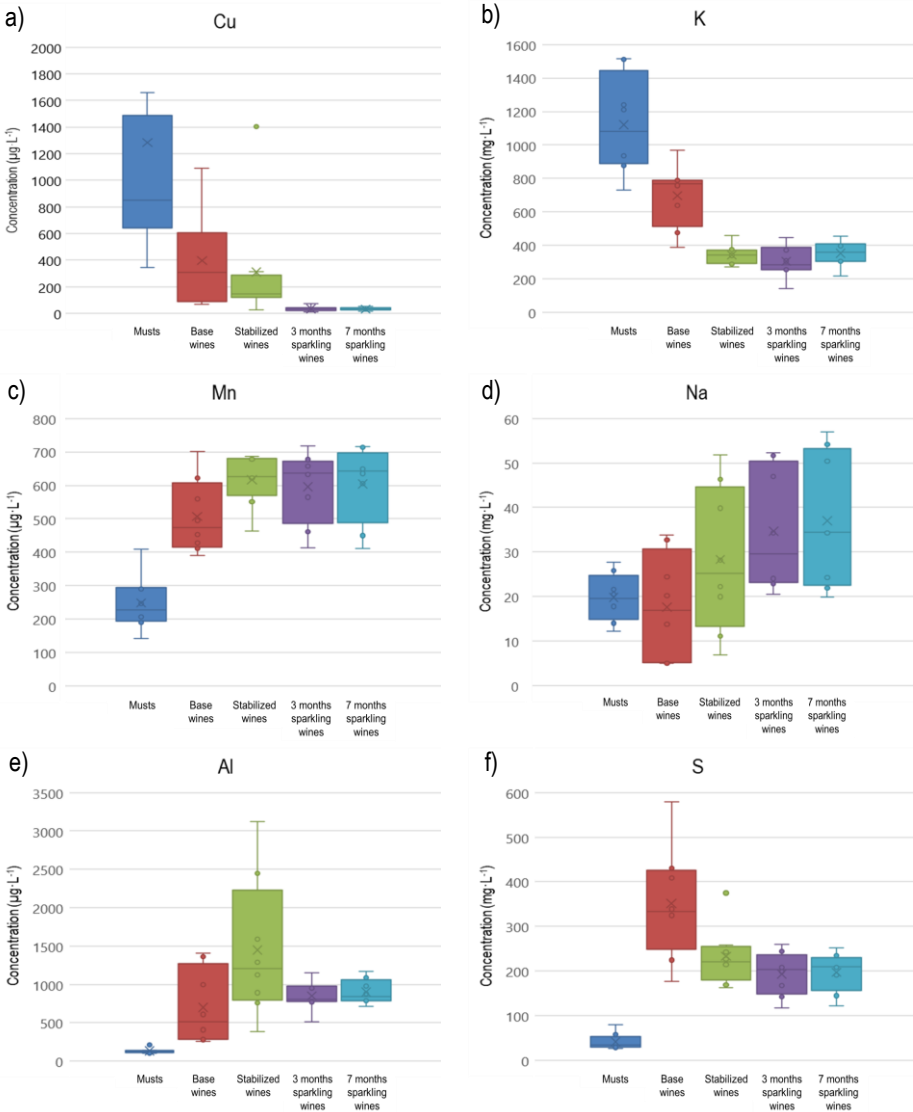 a)
Cu
Concentration (µg·L-1)
2000
1800
1600
1400
1200
1000
800
600
400
200
0
Musts
Base
wines
Stabilized
wines
3 months
sparkling
wines
7 months
sparkling
wines
b)
K
Concentration (mg·L-1)
1600
1400
1200
1000
800
600
400
200
0
Musts
Base
wines
Stabilized
wines
3 months
sparkling
wines
7 months
sparkling
wines
c)
Mn
Concentration (µg·L-1)
800
700
600
500
400
300
200
100
0
Musts
Base
wines
Stabilized
wines
3 months
sparkling
wines
7 months
sparkling
wines
d)
Na
Concentration (mg·L-1)
60
50
40
30
20
10
0
Musts
Base
wines
Stabilized
wines
3 months
sparkling
wines
7 months
sparkling
wines
e)
Al
Concentration (µg·L-1)
3500
3000
2500
2000
1500
1000
500
0
Musts
Base
wines
Stabilized
wines
3 months
sparkling
wines
7 months
sparkling
wines
f)
S
Concentration (mg·L-1)
600
500
400
300
200
100
0
Musts
Base
wines
Stabilized
wines
3 months
sparkling
wines
7 months
sparkling
wines